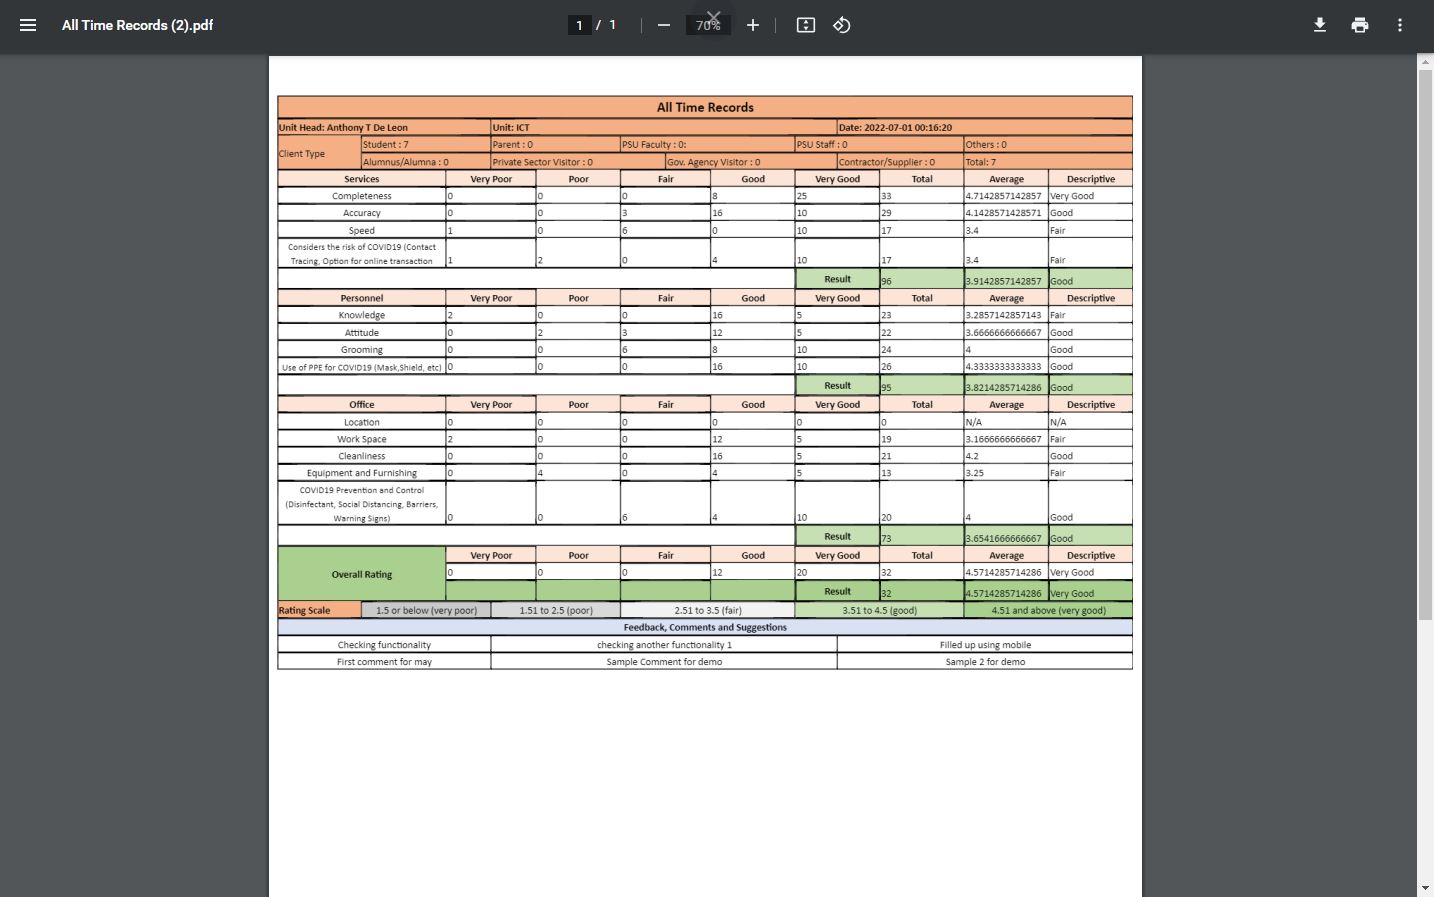 All Time Records (2).pdf
1 / 1
70%
All Time Records
Unit Head: Anthony T De Leon Unit: ICT Date: 2022-07-01 00:16:20
Client Type
Student : 7 Parent : 0 PSU Faculty : 0: PSU Staff : 0 Others : 0
Alumnus/Alumna : 0 Private Sector Visitor : 0 Gov. Agency Visitor : 0 Contractor/Supplier : 0 Total: 7
Services Very Poor Poor Fair Good Very Good Total Average Descriptive
Completeness 0 0 0 8 25 33 4.7142857142857 Very Good
Accuracy 0 0 3 16 10 29 4.1428571428571 Good
Speed 1 0 6 0 10 17 3.4 Fair
Considers the risk of COVID19 (Contact
Tracing, Option for online transaction 1 2 0 4 10 17 3.4 Fair
Result 96 3.9142857142857 Good
Personnel Very Poor Poor Fair Good Very Good Total Average Descriptive
Knowledge 2 0 0 16 5 23 3.2857142857143 Fair
Attitude 0 2 3 12 5 22 3.6666666666667 Good
Grooming 0 0 6 8 10 24 4 Good
Use of PPE for COVID19 (Mask,Shield, etc) 0 0 0 16 10 26 4.3333333333333 Good
Result 95 3.8214285714286 Good
Office Very Poor Poor Fair Good Very Good Total Average Descriptive
Location 0 0 0 0 0 0 N/A N/A
Work Space 2 0 0 12 5 19 3.1666666666667 Fair
Cleanliness 0 0 0 16 5 21 4.2 Good
Equipment and Furnishing 0 4 0 4 5 13 3.25 Fair
COVID19 Prevention and Control
(Disinfectant, Social Distancing, Barriers,
Warning Signs) 0 0 6 4 10 20 4 Good
Result 73 3.6541666666667 Good
Very Poor Poor Fair Good Very Good Total Average Descriptive
Overall Rating 0 0 0 12 20 32 4.5714285714286 Very Good
Result 32 4.5714285714286 Very Good
Rating Scale 1.5 or below (very poor) 1.51 to 2.5 (poor) 2.51 to 3.5 (fair) 3.51 to 4.5 (good) 4.51 and above (very good)
Feedback, Comments and Suggestions
Checking functionality checking another functionality 1 Filled up using mobile
First comment for may Sample Comment for demo Sample 2 for demo